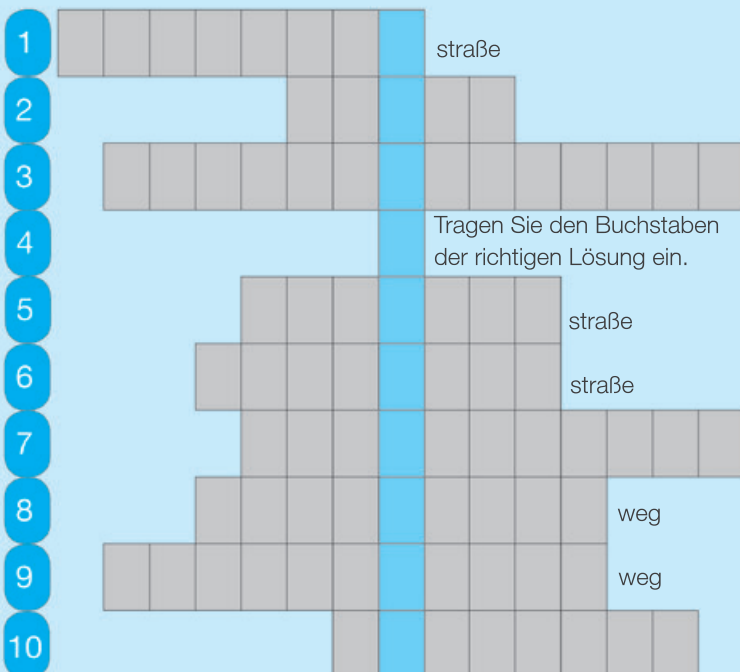 1
straße
2
3
4
Tragen Sie den Buchstaben
der richtigen Lösung ein.
5
straße
6
straße
7
8
weg
9
weg
10